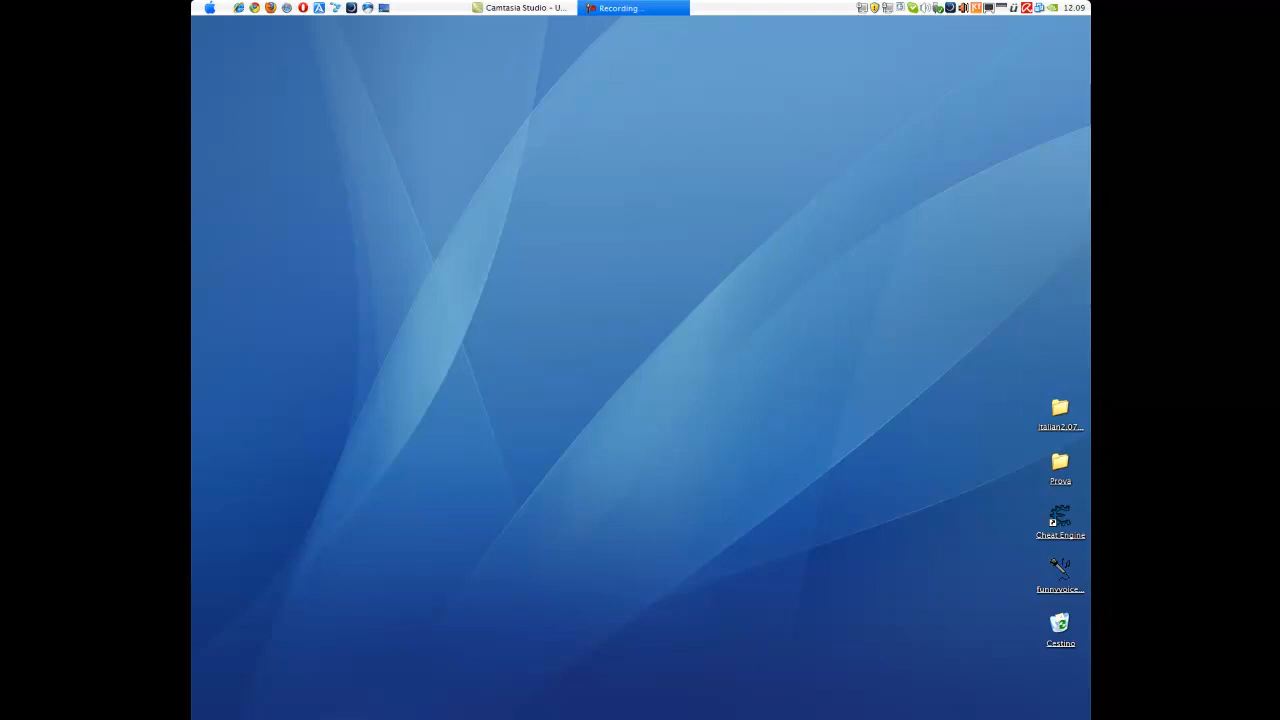 Camtasia Studio - U...
Recording...
12.09
Italian2.07...
Prova
Cheat Engine
funnyvoice...
Cestino